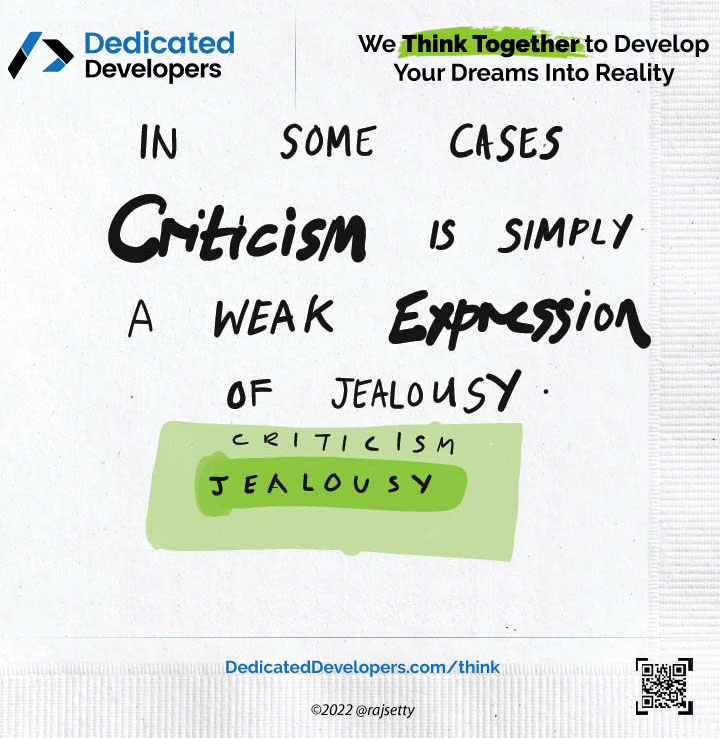 Dedicated
Developers
We Think Together to Develop
Your Dreams Into Reality
IN SOME CASES
Criticism IS SIMPLY
A WEAK Expression
OF JEALOUSY.
CRITICISM
JEALOUSY
DedicatedDevelopers.com/think
©2022 @rajsetty